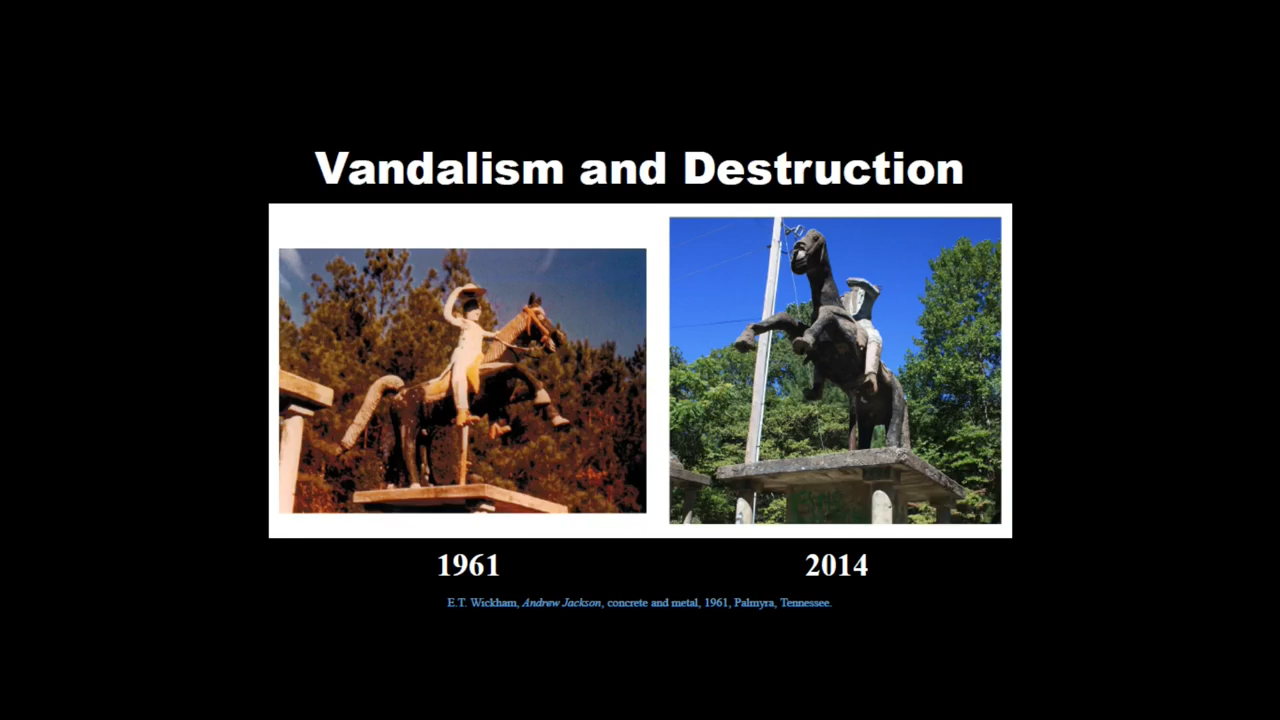 Vandalism and Destruction
1961
2014
E.T. Wickham, Andrew Jackson, concrete and metal, 1961, Palmyra, Tennessee.